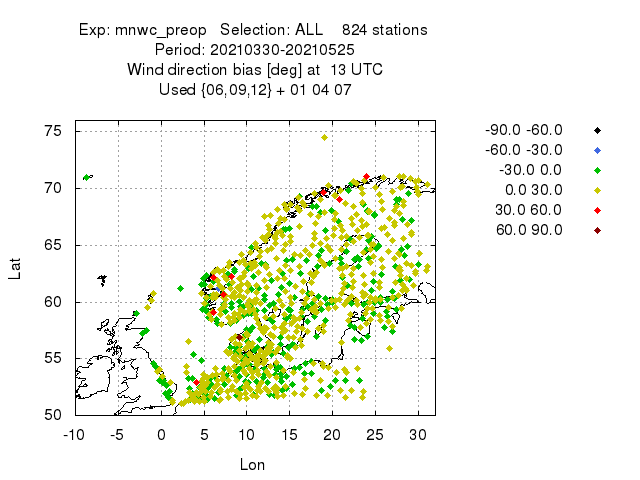 Exp: mnwc_preop   Selection: ALL    824 stations
Period: 20210330-20210525
Wind direction bias [deg] at  13 UTC
Used {06,09,12} + 01 04 07
-90.0 -60.0
-60.0 -30.0
-30.0 0.0
0.0 30.0
30.0 60.0
60.0 90.0
75
70
65
60
55
50
Lat
-10 -5 0 5 10 15 20 25 30
Lon